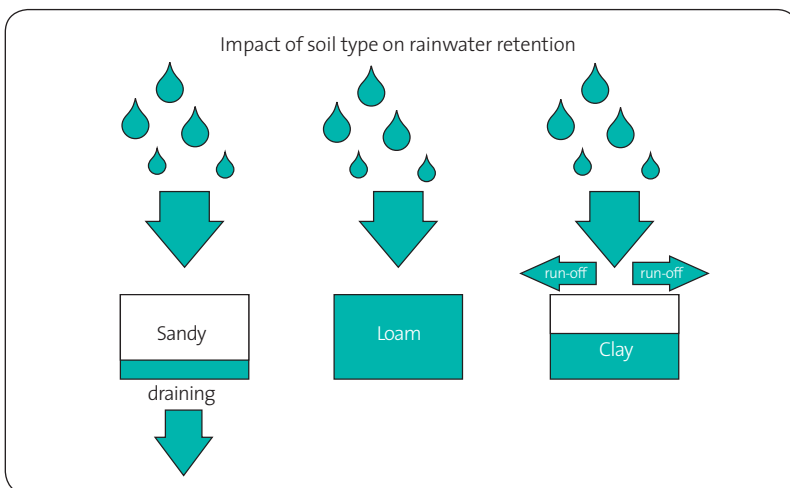 Impact of soil type on rainwater retention
run-off
run-off
Sandy
Loam
Clay
draining